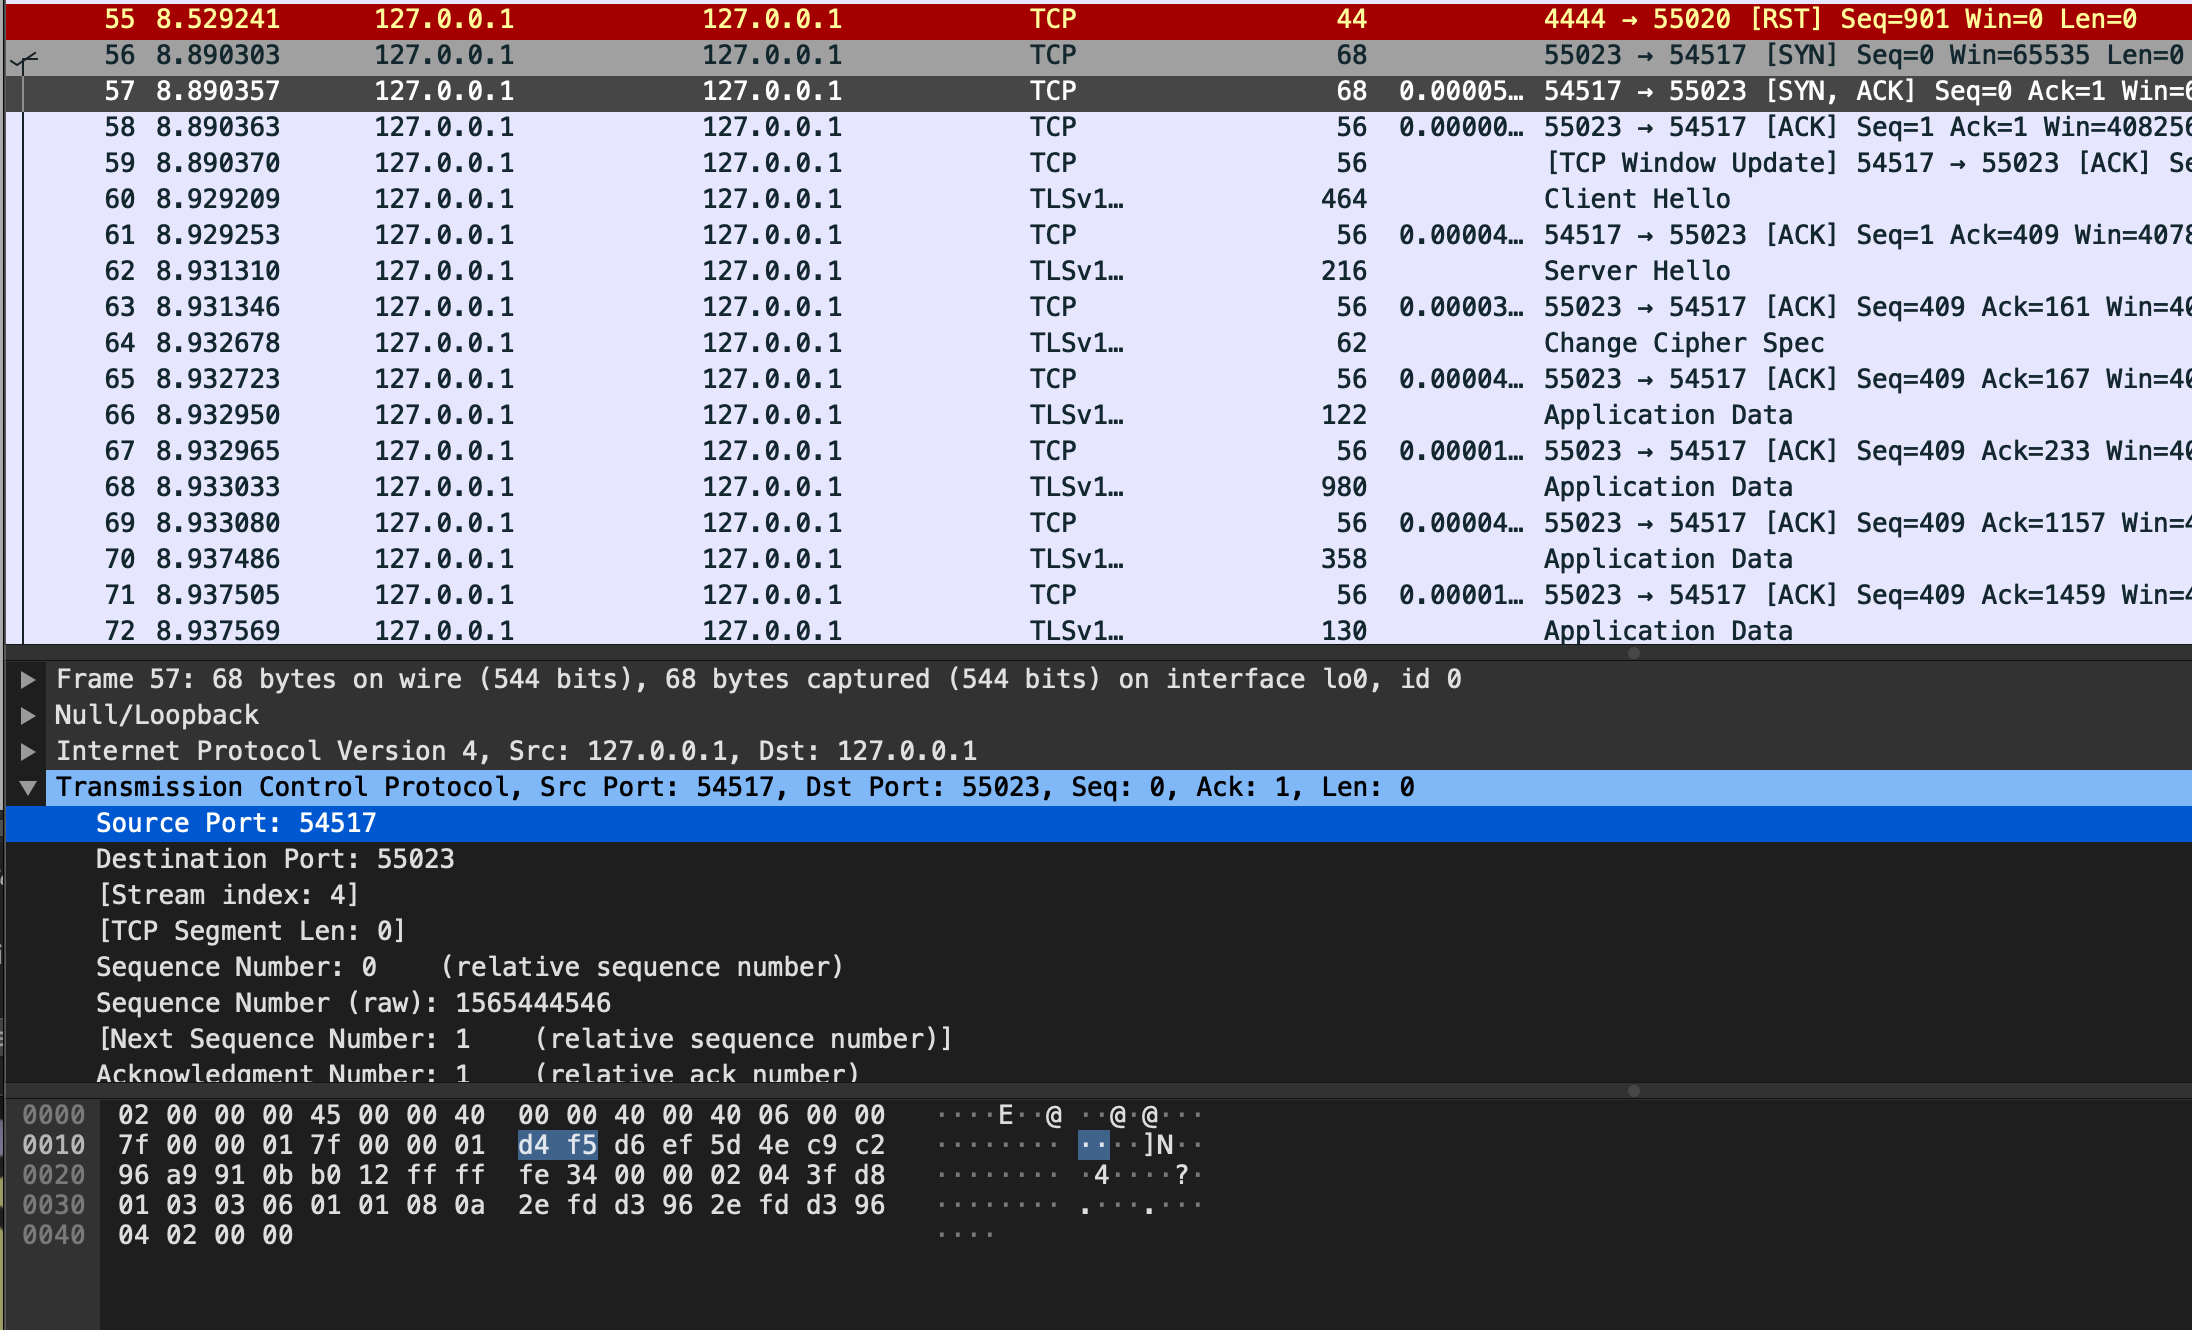 55 8.529241 127.0.0.1 127.0.0.1 TCP 44 4444 → 55020 [RST] Seq=901 Win=0 Len=0
56 8.890303 127.0.0.1 127.0.0.1 TCP 68 55023 → 54517 [SYN] Seq=0 Win=65535 Len=0
57 8.890357 127.0.0.1 127.0.0.1 TCP 68 0.00005… 54517 → 55023 [SYN, ACK] Seq=0 Ack=1 Win=6
58 8.890363 127.0.0.1 127.0.0.1 TCP 56 0.00000… 55023 → 54517 [ACK] Seq=1 Ack=1 Win=408256
59 8.890370 127.0.0.1 127.0.0.1 TCP 56 [TCP Window Update] 54517 → 55023 [ACK] Se
60 8.929209 127.0.0.1 127.0.0.1 TLSv1… 464 Client Hello
61 8.929253 127.0.0.1 127.0.0.1 TCP 56 0.00004… 54517 → 55023 [ACK] Seq=1 Ack=409 Win=4078
62 8.931310 127.0.0.1 127.0.0.1 TLSv1… 216 Server Hello
63 8.931346 127.0.0.1 127.0.0.1 TCP 56 0.00003… 55023 → 54517 [ACK] Seq=409 Ack=161 Win=40
64 8.932678 127.0.0.1 127.0.0.1 TLSv1… 62 Change Cipher Spec
65 8.932723 127.0.0.1 127.0.0.1 TCP 56 0.00004… 55023 → 54517 [ACK] Seq=409 Ack=167 Win=40
66 8.932950 127.0.0.1 127.0.0.1 TLSv1… 122 Application Data
67 8.932965 127.0.0.1 127.0.0.1 TCP 56 0.00001… 55023 → 54517 [ACK] Seq=409 Ack=233 Win=40
68 8.933033 127.0.0.1 127.0.0.1 TLSv1… 980 Application Data
69 8.933080 127.0.0.1 127.0.0.1 TCP 56 0.00004… 55023 → 54517 [ACK] Seq=409 Ack=1157 Win=4
70 8.937486 127.0.0.1 127.0.0.1 TLSv1… 358 Application Data
71 8.937505 127.0.0.1 127.0.0.1 TCP 56 0.00001… 55023 → 54517 [ACK] Seq=409 Ack=1459 Win=4
72 8.937569 127.0.0.1 127.0.0.1 TLSv1… 130 Application Data
Frame 57: 68 bytes on wire (544 bits), 68 bytes captured (544 bits) on interface lo0, id 0
Null/Loopback
Internet Protocol Version 4, Src: 127.0.0.1, Dst: 127.0.0.1
Transmission Control Protocol, Src Port: 54517, Dst Port: 55023, Seq: 0, Ack: 1, Len: 0
Source Port: 54517
Destination Port: 55023
[Stream index: 4]
[TCP Segment Len: 0]
Sequence Number: 0 (relative sequence number)
Sequence Number (raw): 1565444546
[Next Sequence Number: 1 (relative sequence number)]
Acknowledgment Number: 1 (relative ack number)
0000 02 00 00 00 45 00 00 40 00 00 40 00 40 06 00 00 ····E··@ ··@·@···
0010 7f 00 00 01 7f 00 00 01 d4 f5 d6 ef 5d 4e c9 c2 ········ ····]N··
0020 96 a9 91 0b b0 12 ff ff fe 34 00 00 02 04 3f d8 ········ ·4····?·
0030 01 03 03 06 01 01 08 0a 2e fd d3 96 2e fd d3 96 ········ .···.···
0040 04 02 00 00 ····